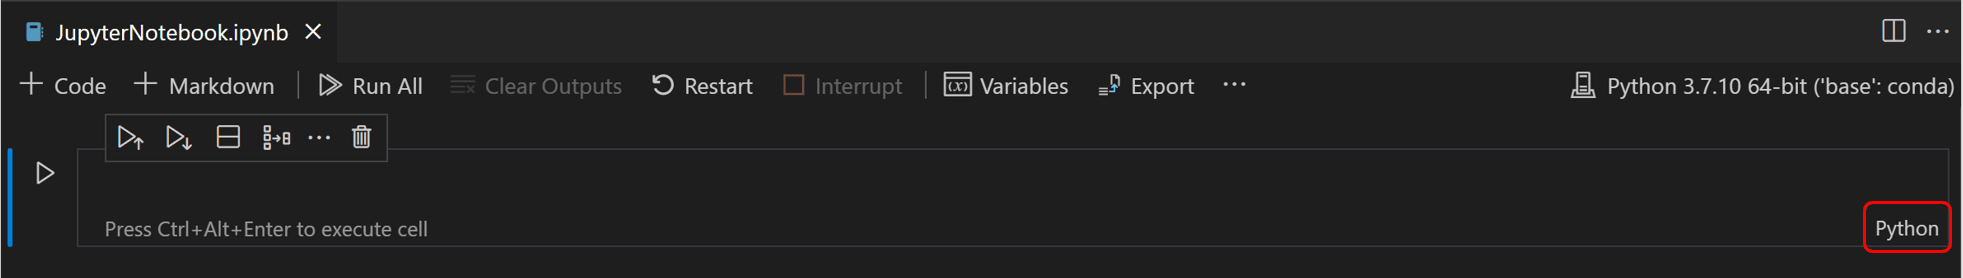 JupyterNotebook.ipynb
Code Markdown Run All Clear Outputs Restart Interrupt Variables Export Python 3.7.10 64-bit ('base': conda)
Press Ctrl+Alt+Enter to execute cell
Python